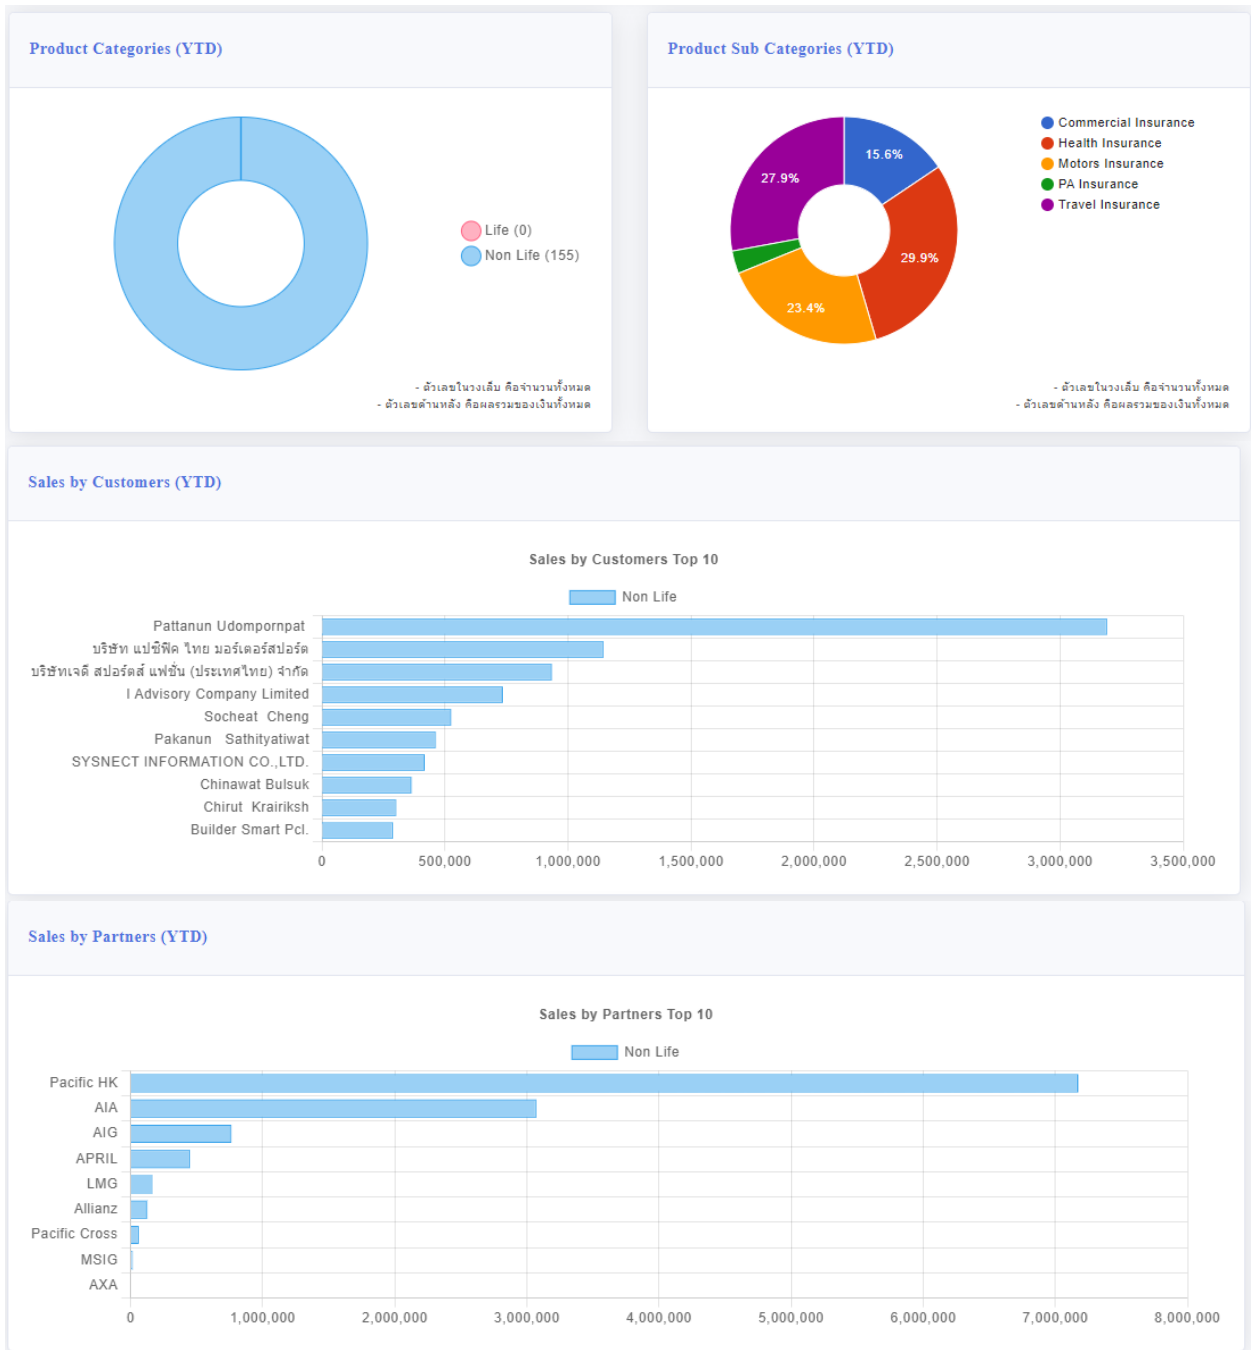 Product Categories (YTD)
Life (0)
Non Life (155)
- ตัวเลขในวงเล็บ คือจำนวนทั้งหมด
- ตัวเลขด้านหลัง คือผลรวมของเงินทั้งหมด
Product Sub Categories (YTD)
15.6%
27.9%
29.9%
23.4%
Commercial Insurance
Health Insurance
Motors Insurance
PA Insurance
Travel Insurance
- ตัวเลขในวงเล็บ คือจำนวนทั้งหมด
- ตัวเลขด้านหลัง คือผลรวมของเงินทั้งหมด
Sales by Customers (YTD)
Sales by Customers Top 10
Non Life
Pattanun Udompornpat
บริษัท แปซิฟิค ไทย มอร์เตอร์สปอร์ต
บริษัทเจดี สปอร์ตส์ แฟชั่น (ประเทศไทย) จำกัด
I Advisory Company Limited
Socheat Cheng
Pakanun Sathityatiwat
SYSNECT INFORMATION CO.,LTD.
Chinawat Bulsuk
Chirut Krairiksh
Builder Smart Pcl.
0 500,000 1,000,000 1,500,000 2,000,000 2,500,000 3,000,000 3,500,000
Sales by Partners (YTD)
Sales by Partners Top 10
Non Life
Pacific HK
AIA
AIG
APRIL
LMG
Allianz
Pacific Cross
MSIG
AXA
0 1,000,000 2,000,000 3,000,000 4,000,000 5,000,000 6,000,000 7,000,000 8,000,000